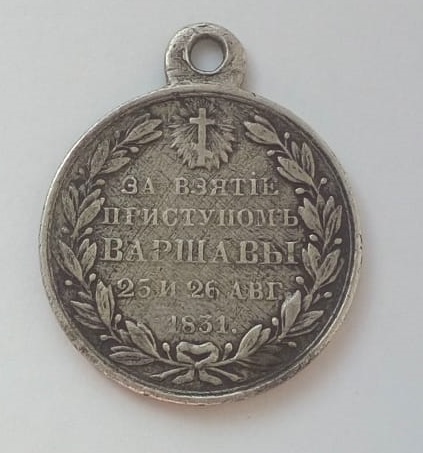 ЗА ВЗЯТІЕ
ПРИСТУПОМЪ
ВАРШАВЫ
25 И 26 АВГ.
1831.